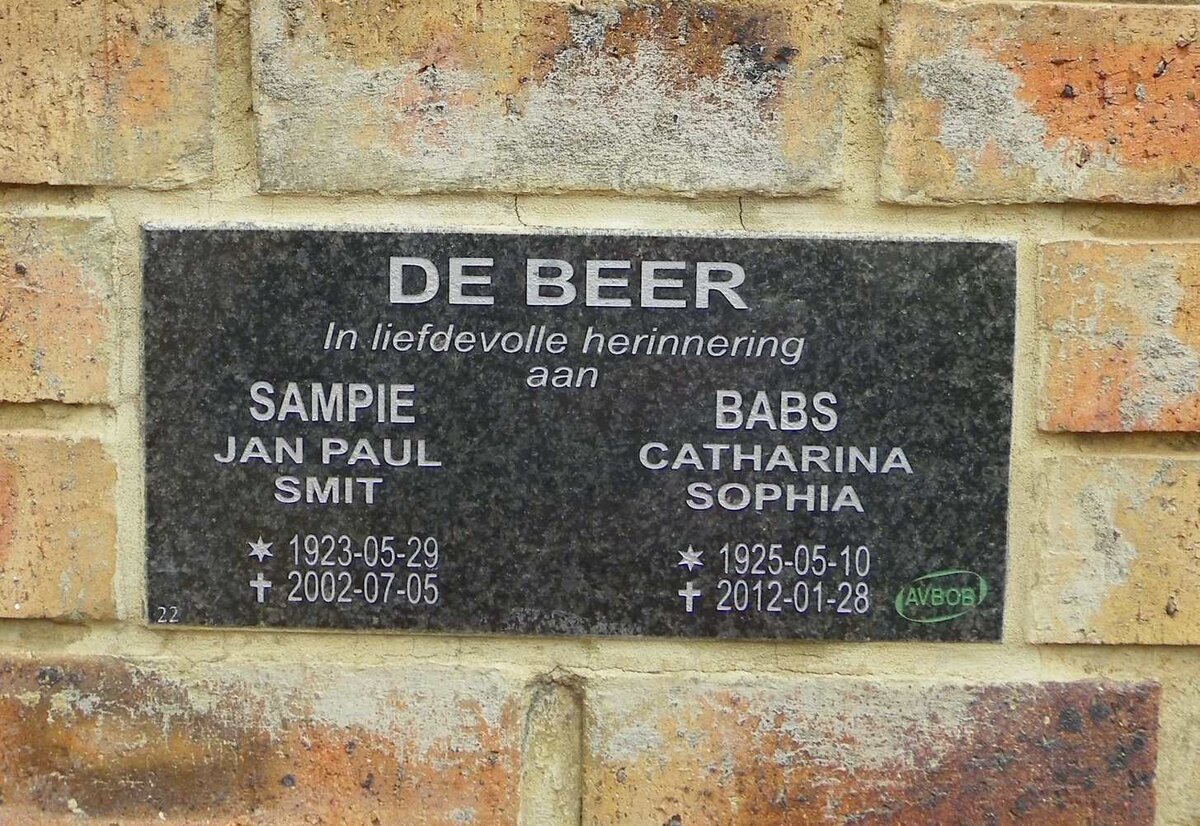 DE BEER
In liefdevolle herinnering
aan
SAMPIE
JAN PAUL
SMIT
* 1923-05-29
✝ 2002-07-05
BABS
CATHARINA
SOPHIA
* 1925-05-10
✝ 2012-01-28
22
AVBOB